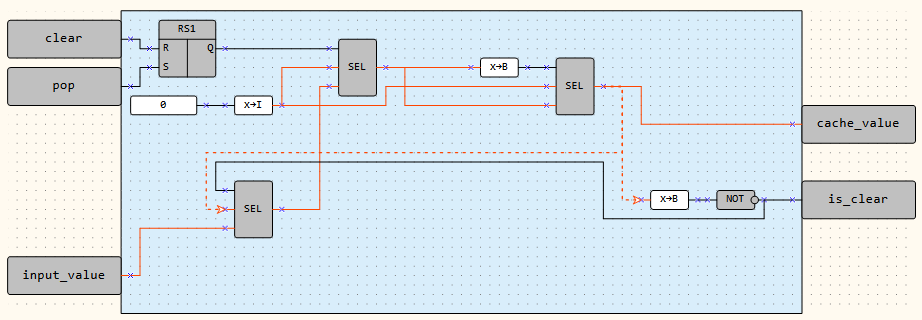 clear
RS1
R
Q
S
pop
0
x→I
SEL
x→B
SEL
cache_value
SEL
x→B
NOT
is_clear
input_value